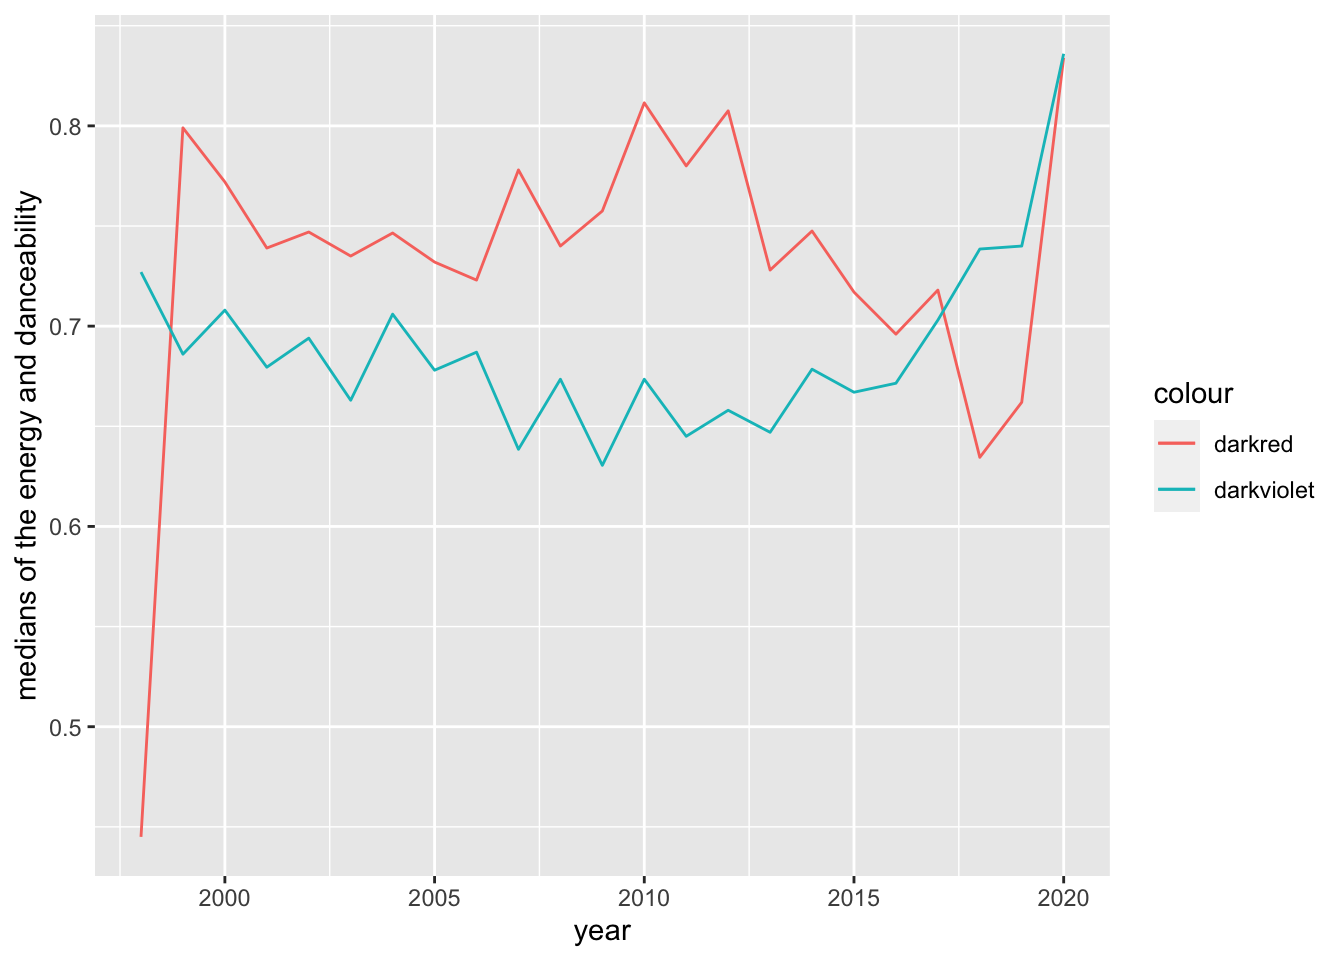 medians of the energy and danceability
0.8
0.7
0.6
0.5
2000 2005 2010 2015 2020
year
colour
darkred
darkviolet